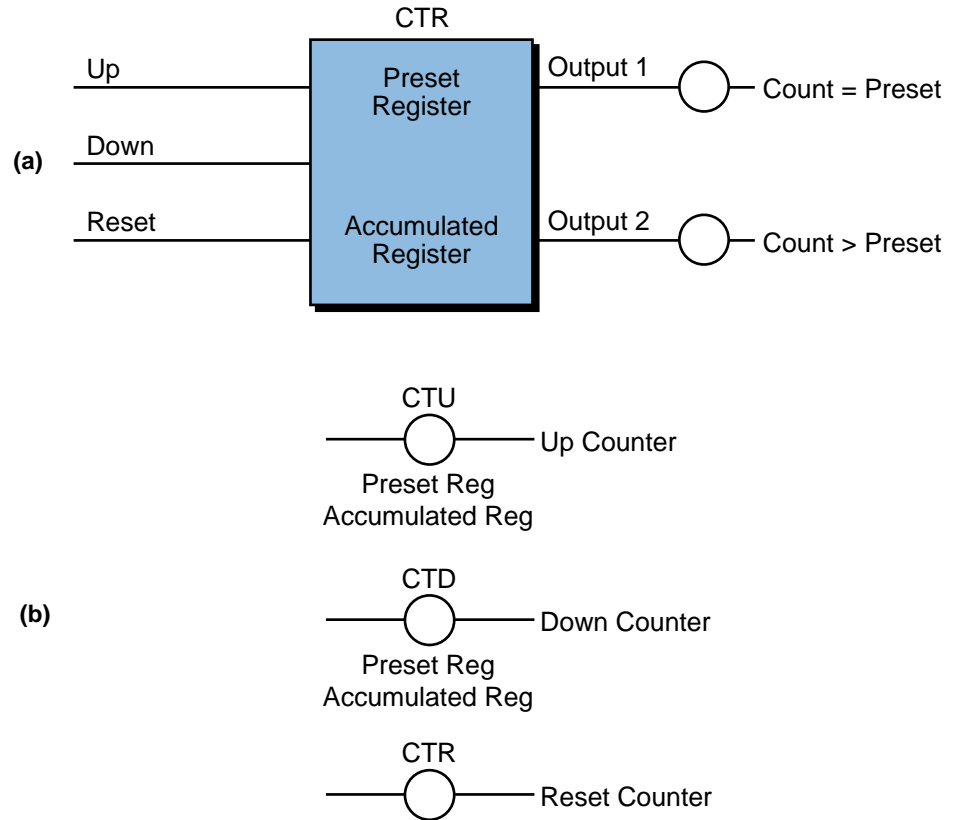 CTR
Up
Preset
Register
Output 1
Count = Preset
Down
(a)
Reset
Accumulated
Register
Output 2
Count > Preset
CTU
Up Counter
Preset Reg
Accumulated Reg
(b)
CTD
Down Counter
Preset Reg
Accumulated Reg
CTR
Reset Counter